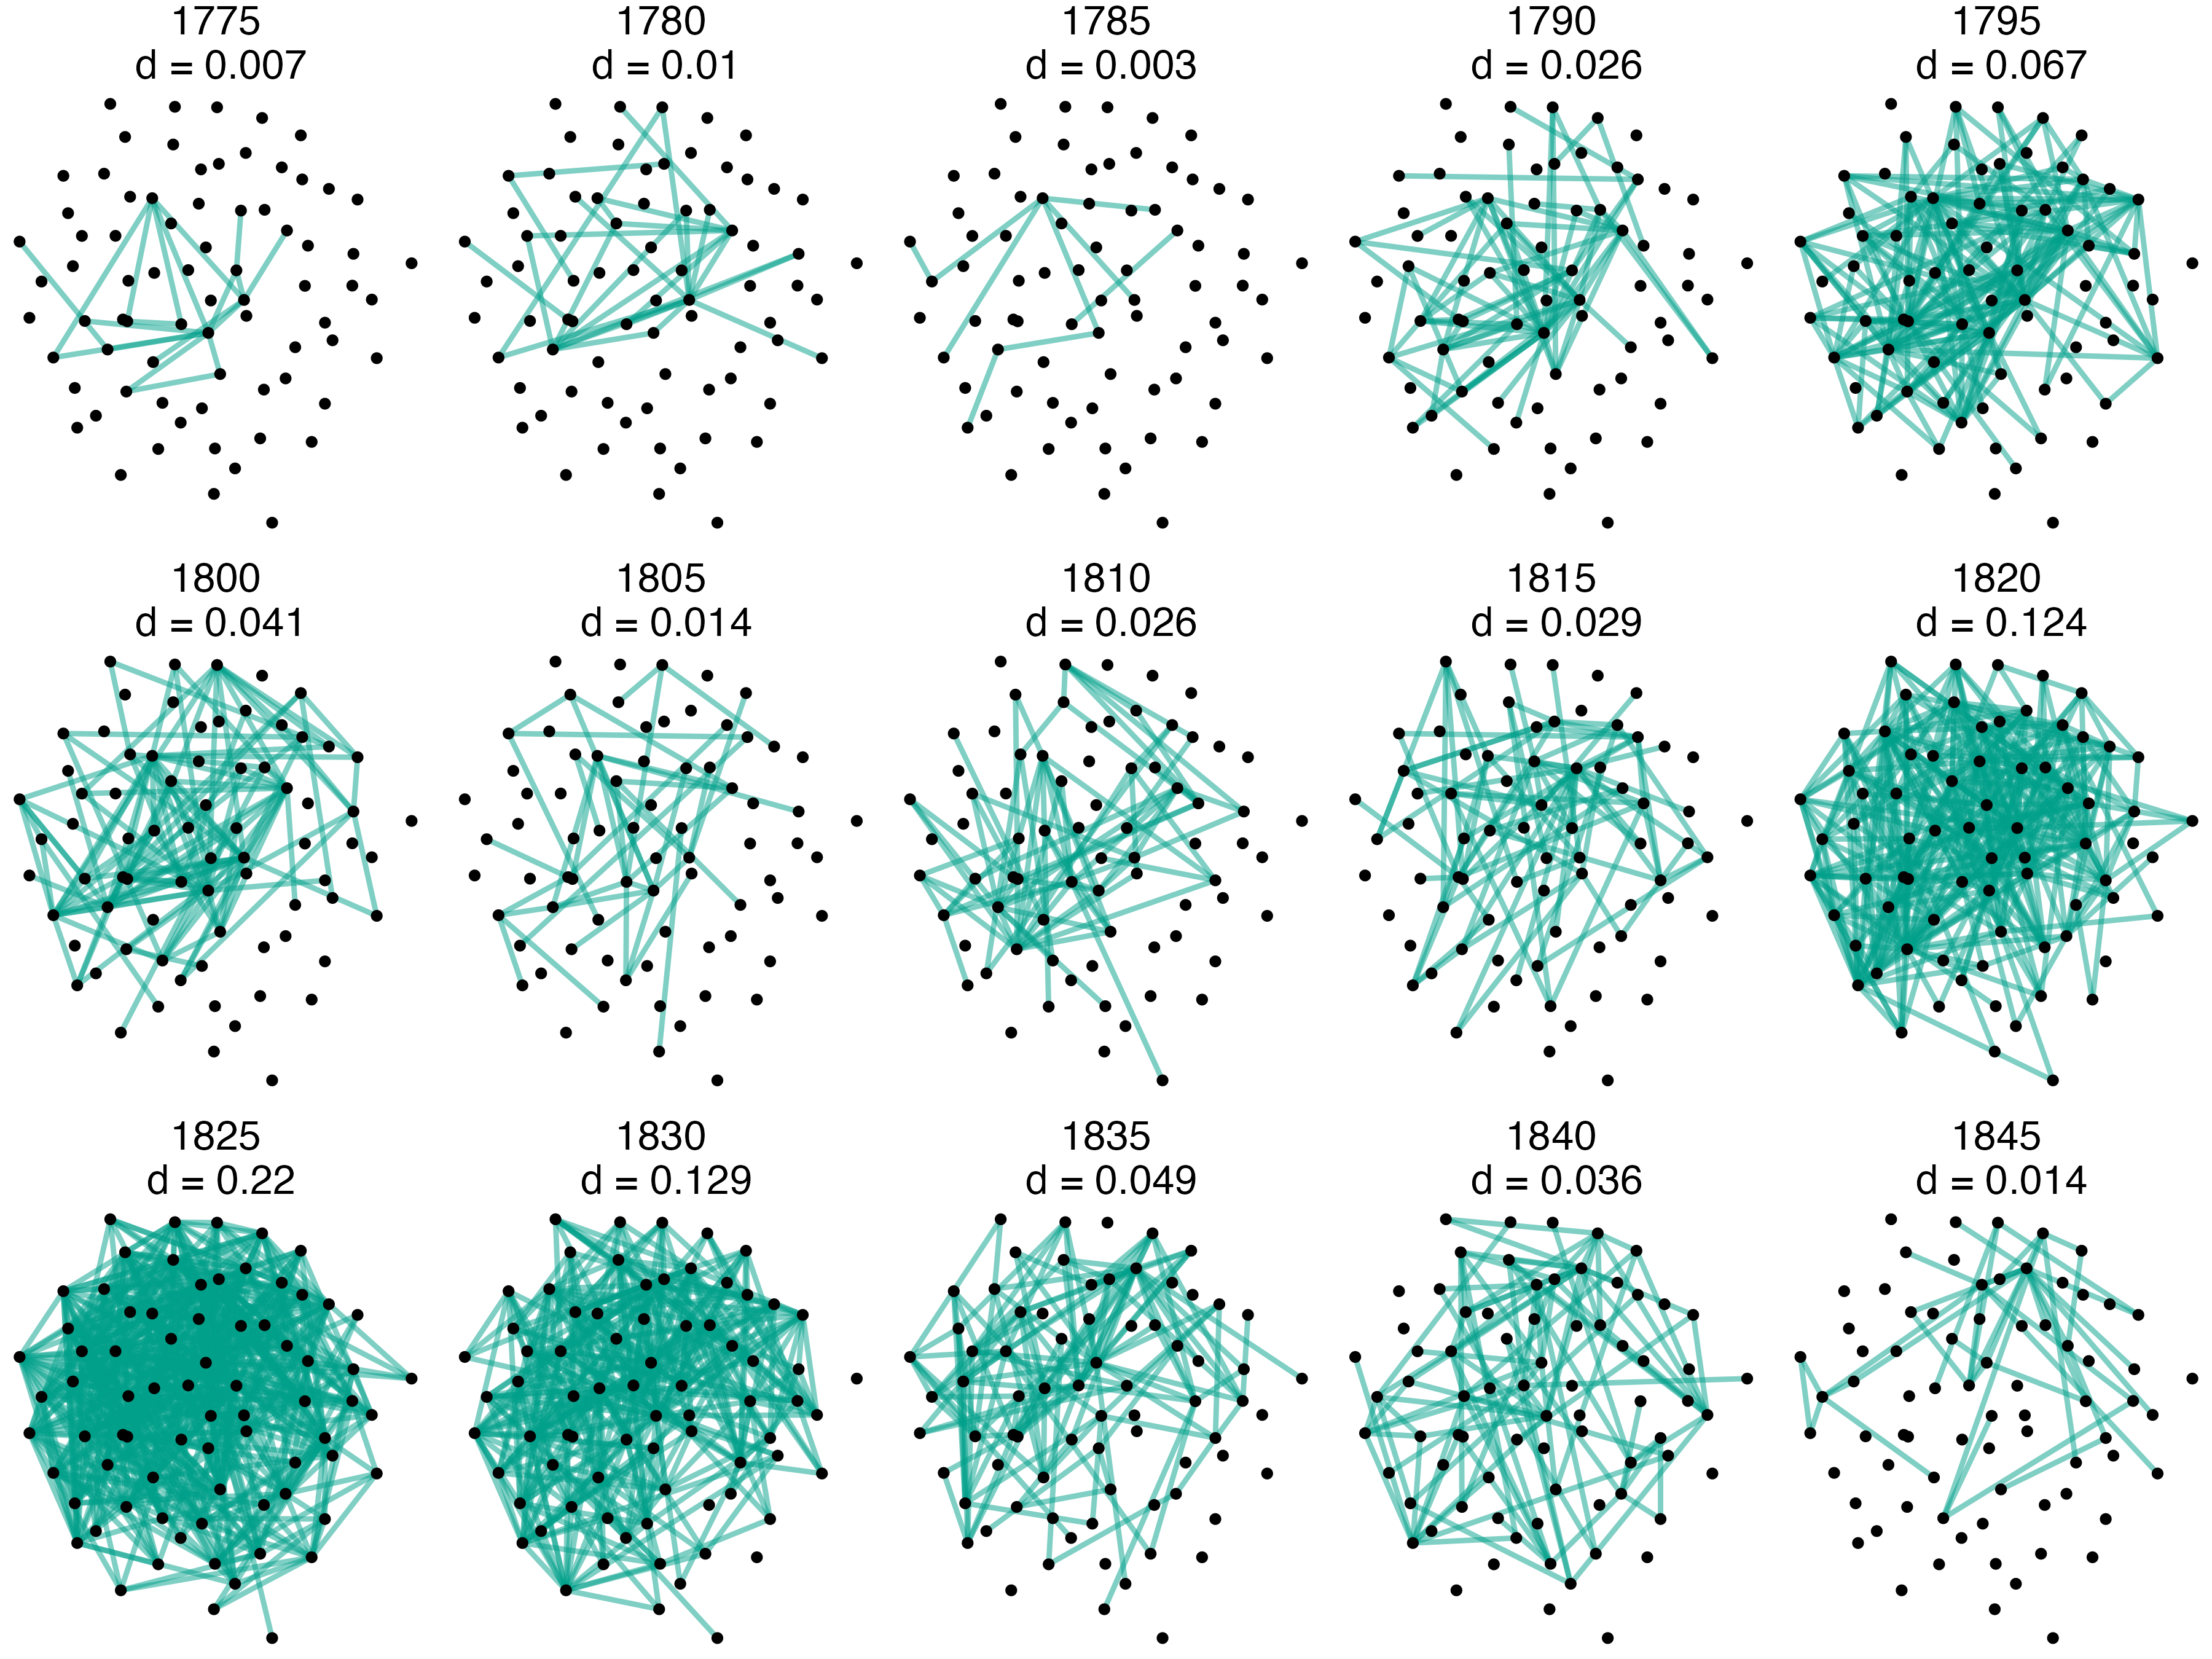 1775
d = 0.007
1780
d = 0.01
1785
d = 0.003
1790
d = 0.026
1795
d = 0.067
1800
d = 0.041
1805
d = 0.014
1810
d = 0.026
1815
d = 0.029
1820
d = 0.124
1825
d = 0.22
1830
d = 0.129
1835
d = 0.049
1840
d = 0.036
1845
d = 0.014